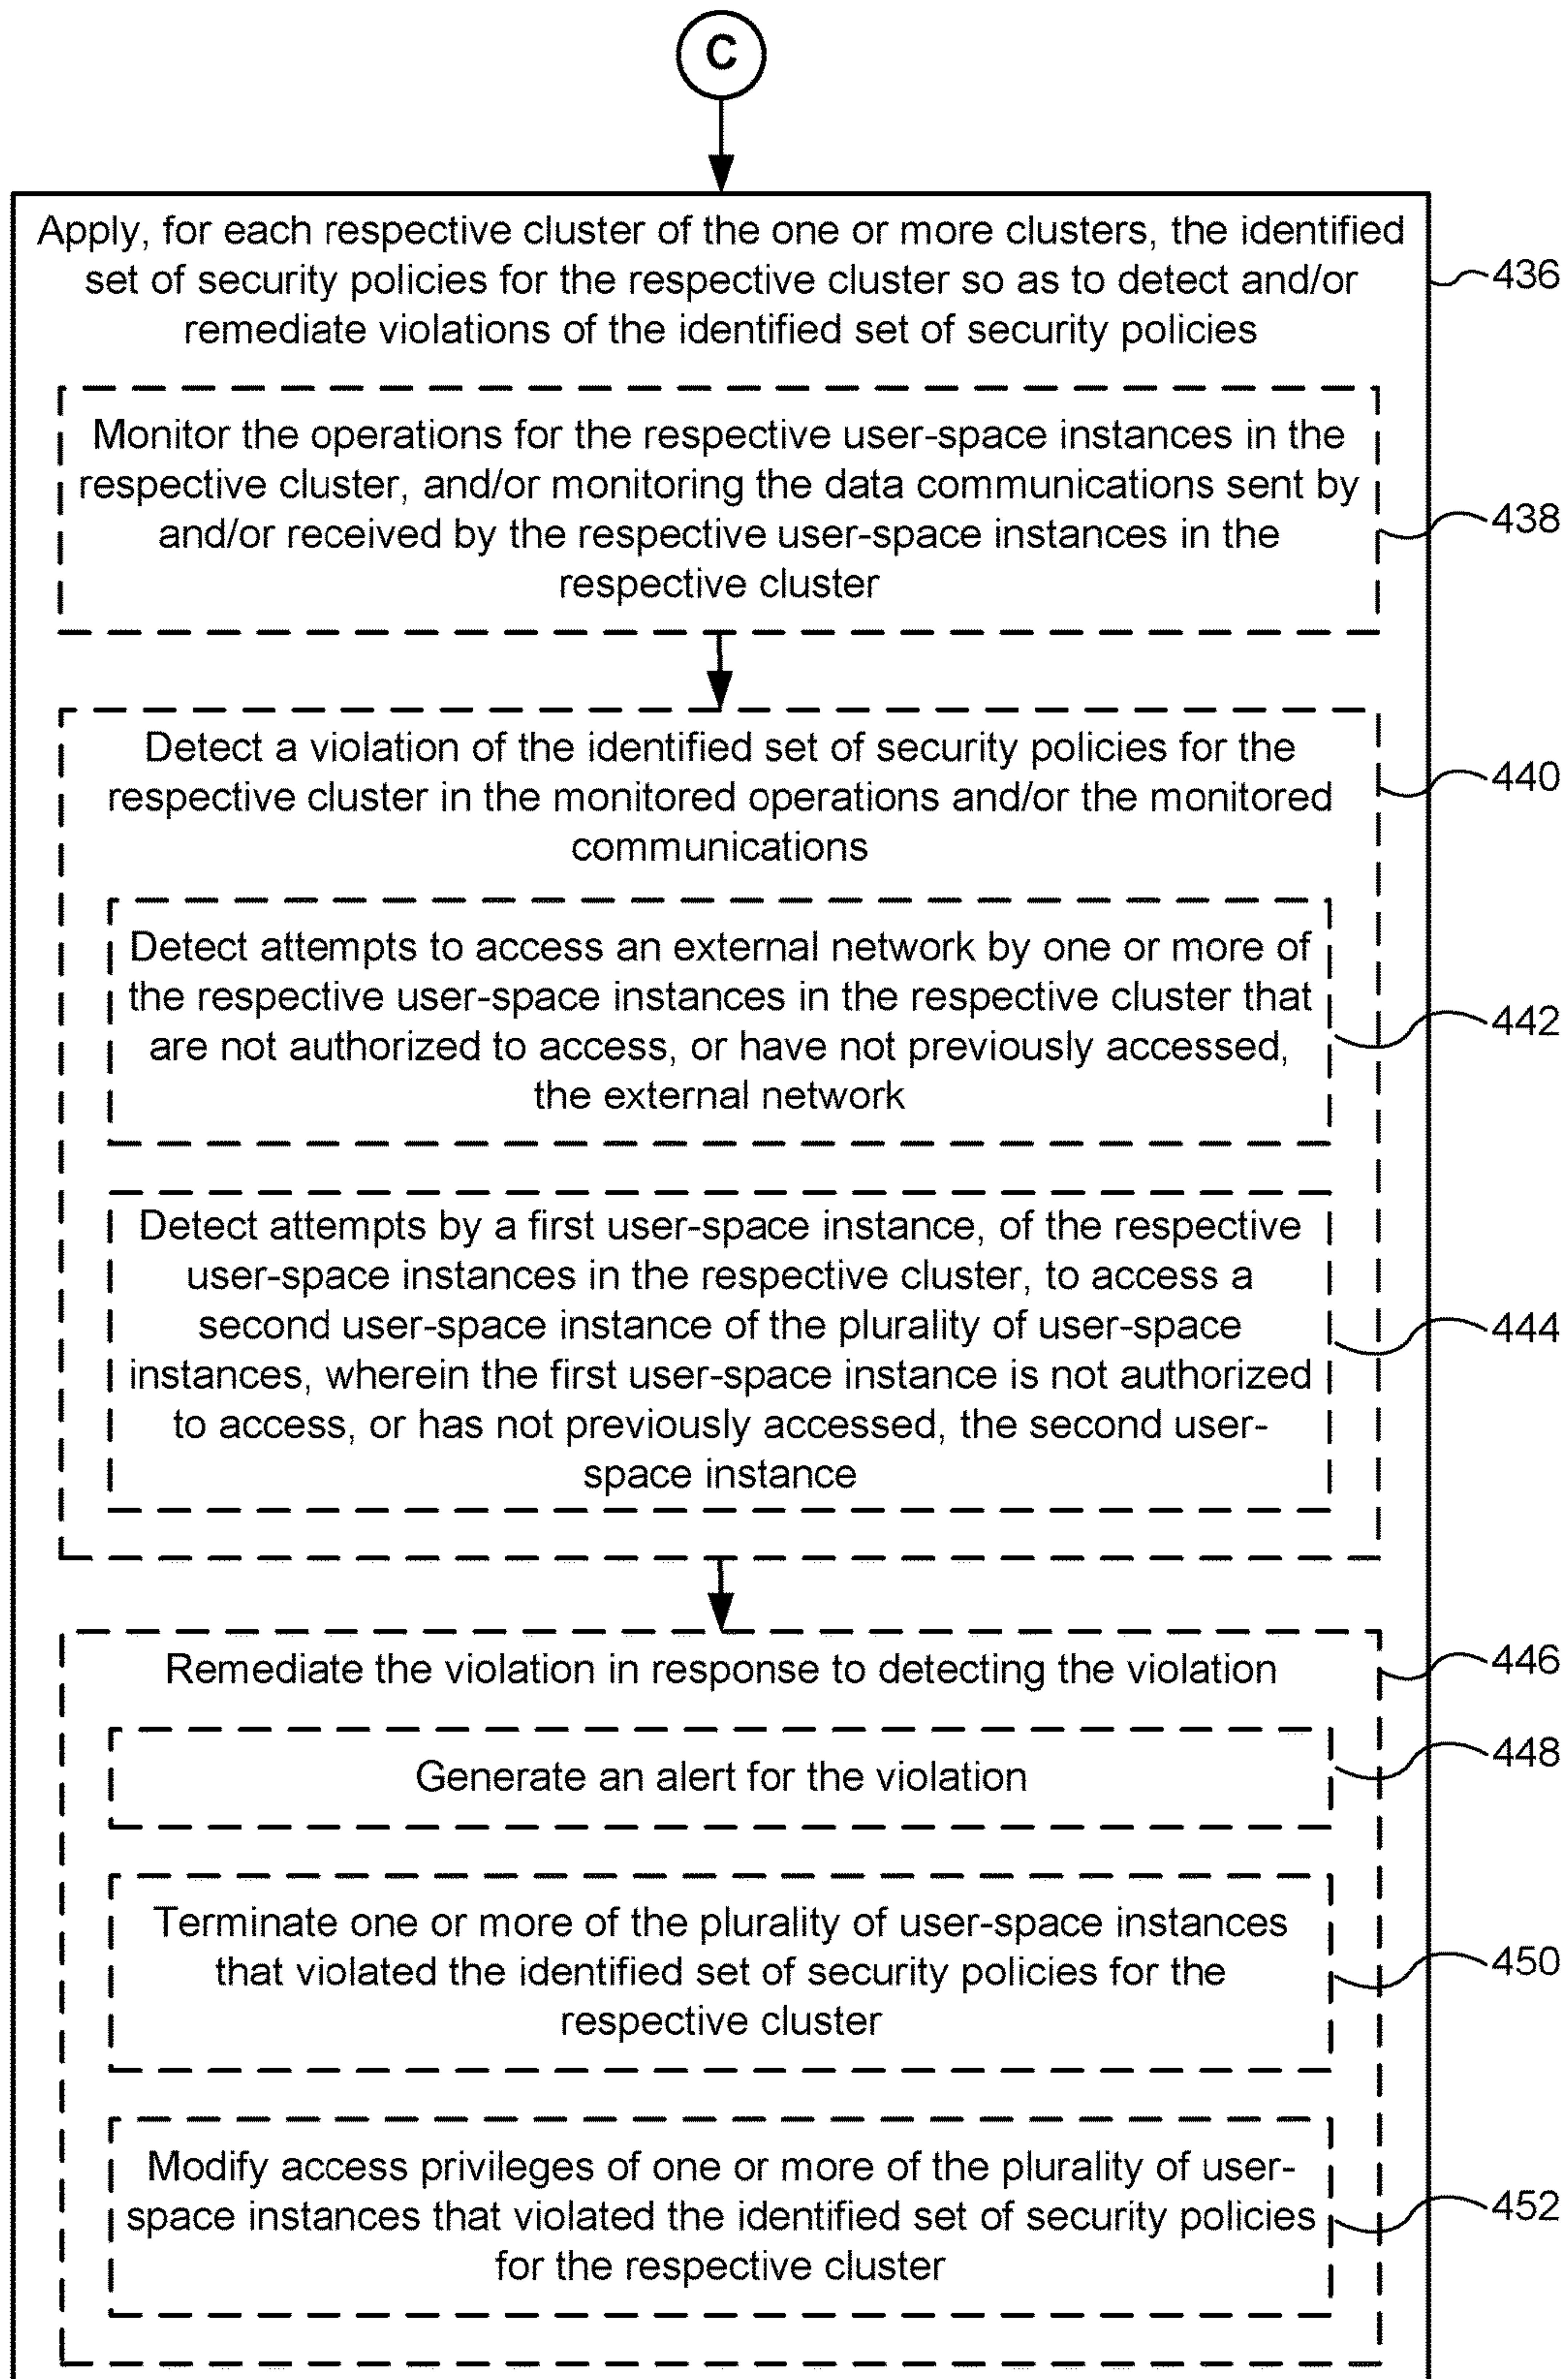 C
Apply, for each respective cluster of the one or more clusters, the identified
set of security policies for the respective cluster so as to detect and/or
remediate violations of the identified set of security policies
436
Monitor the operations for the respective user-space instances in the
respective cluster, and/or monitoring the data communications sent by
and/or received by the respective user-space instances in the
respective cluster
438
Detect a violation of the identified set of security policies for the
respective cluster in the monitored operations and/or the monitored
communications
440
Detect attempts to access an external network by one or more of
the respective user-space instances in the respective cluster that
are not authorized to access, or have not previously accessed,
the external network
442
Detect attempts by a first user-space instance, of the respective
user-space instances in the respective cluster, to access a
second user-space instance of the plurality of user-space
instances, wherein the first user-space instance is not authorized
to access, or has not previously accessed, the second user-
space instance
444
Remediate the violation in response to detecting the violation
446
Generate an alert for the violation
448
Terminate one or more of the plurality of user-space instances
that violated the identified set of security policies for the
respective cluster
450
Modify access privileges of one or more of the plurality of user-
space instances that violated the identified set of security policies
for the respective cluster
452